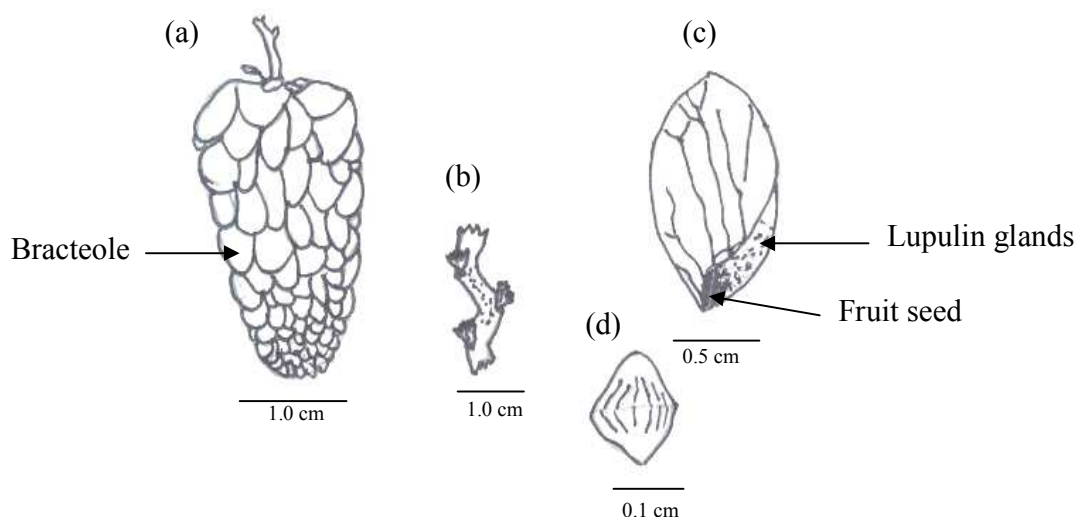 (a)
(c)
(b)
Bracteole
Lupulin glands
Fruit seed
(d)
0.5 cm
1.0 cm
1.0 cm
0.1 cm